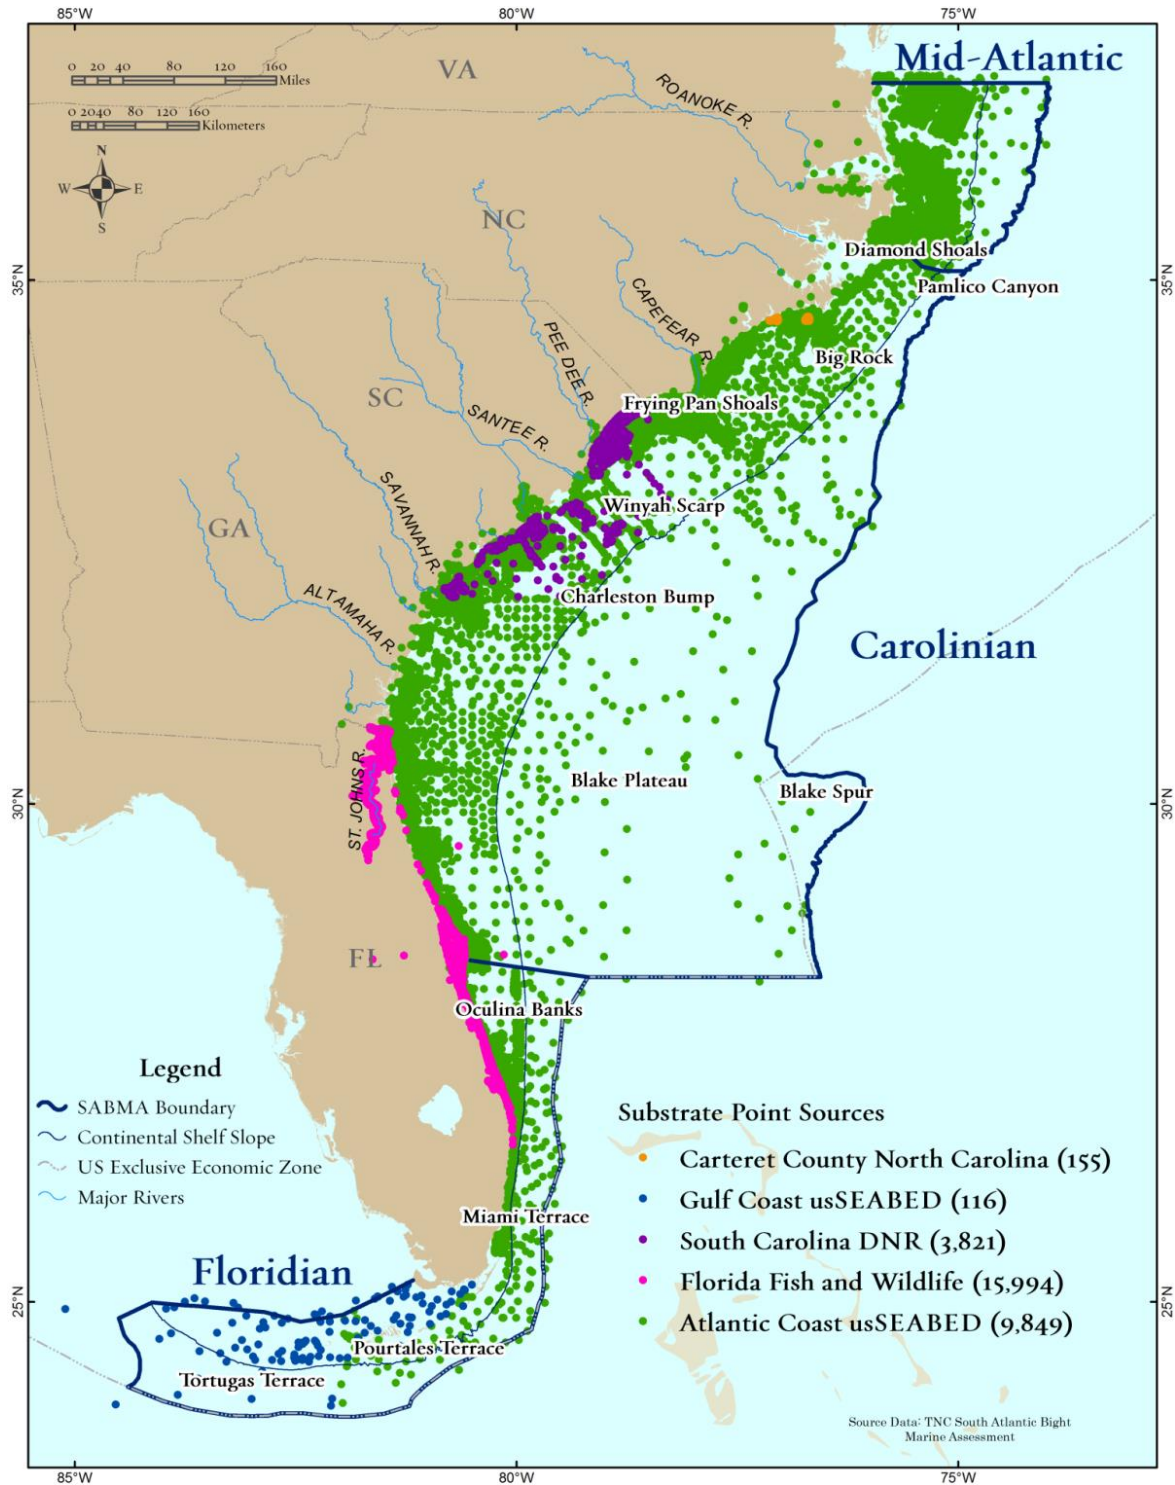 85°W 80°W 75°W
Mid-Atlantic
VA
0 20 40 80 120 160
Miles
0 20 40 80 120 160
Kilometers
ROANOKE R.
N
W E
S
NC
Diamond Shoals
35°N 35°N
Pamlico Canyon
CAPE FEAR R.
PEE DEE R.
Big Rock
SC
Frying Pan Shoals
SANTEE R.
SAVANNAH R.
Winyah Scarp
GA
Charleston Bump
ALTAMAHA R.
Carolinian
ST. JOHNS R.
Blake Plateau
Blake Spur
30°N 30°N
FL
Oculina Banks
Legend
SABMA Boundary
Continental Shelf Slope
US Exclusive Economic Zone
Major Rivers
Substrate Point Sources
Carteret County North Carolina (155)
Gulf Coast usSEABED (116)
South Carolina DNR (3,821)
Florida Fish and Wildlife (15,994)
Atlantic Coast usSEABED (9,849)
Miami Terrace
Floridian
25°N 25°N
Pourtales Terrace
Tortugas Terrace
Source Data: TNC South Atlantic Bight
Marine Assessment
85°W 80°W 75°W